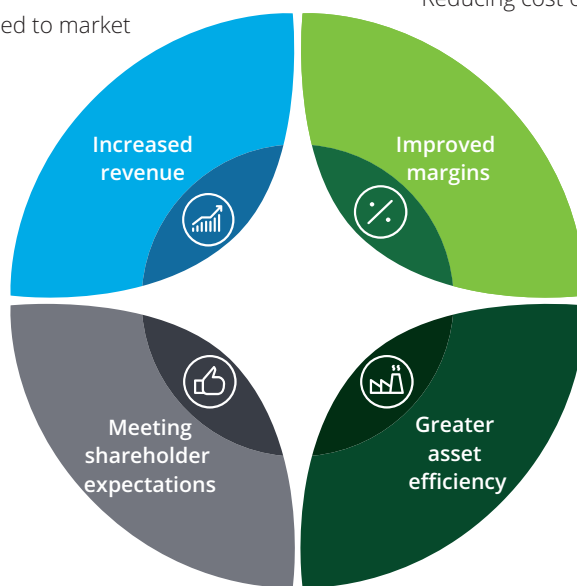 Reducing cost
ed to market
Increased
revenue
Improved
margins
Meeting
shareholder
expectations
Greater
asset
efficiency